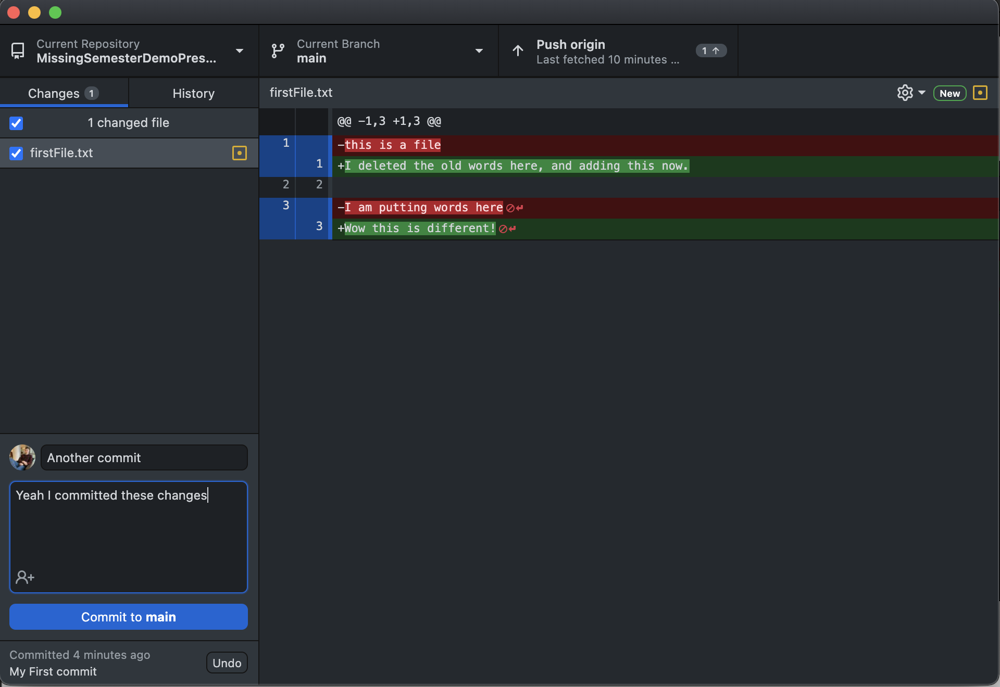 Current Repository
MissingSemesterDemoPres...
Current Branch
main
Push origin
Last fetched 10 minutes ...
1
Changes 1
History
firstFile.txt
New
1 changed file
firstFile.txt
@@ -1,3 +1,3 @@
1 -this is a file
1 +I deleted the old words here, and adding this now.
2 2
3 -I am putting words here
3 +Wow this is different!
Another commit
Yeah I committed these changes
Commit to main
Committed 4 minutes ago
My First commit
Undo